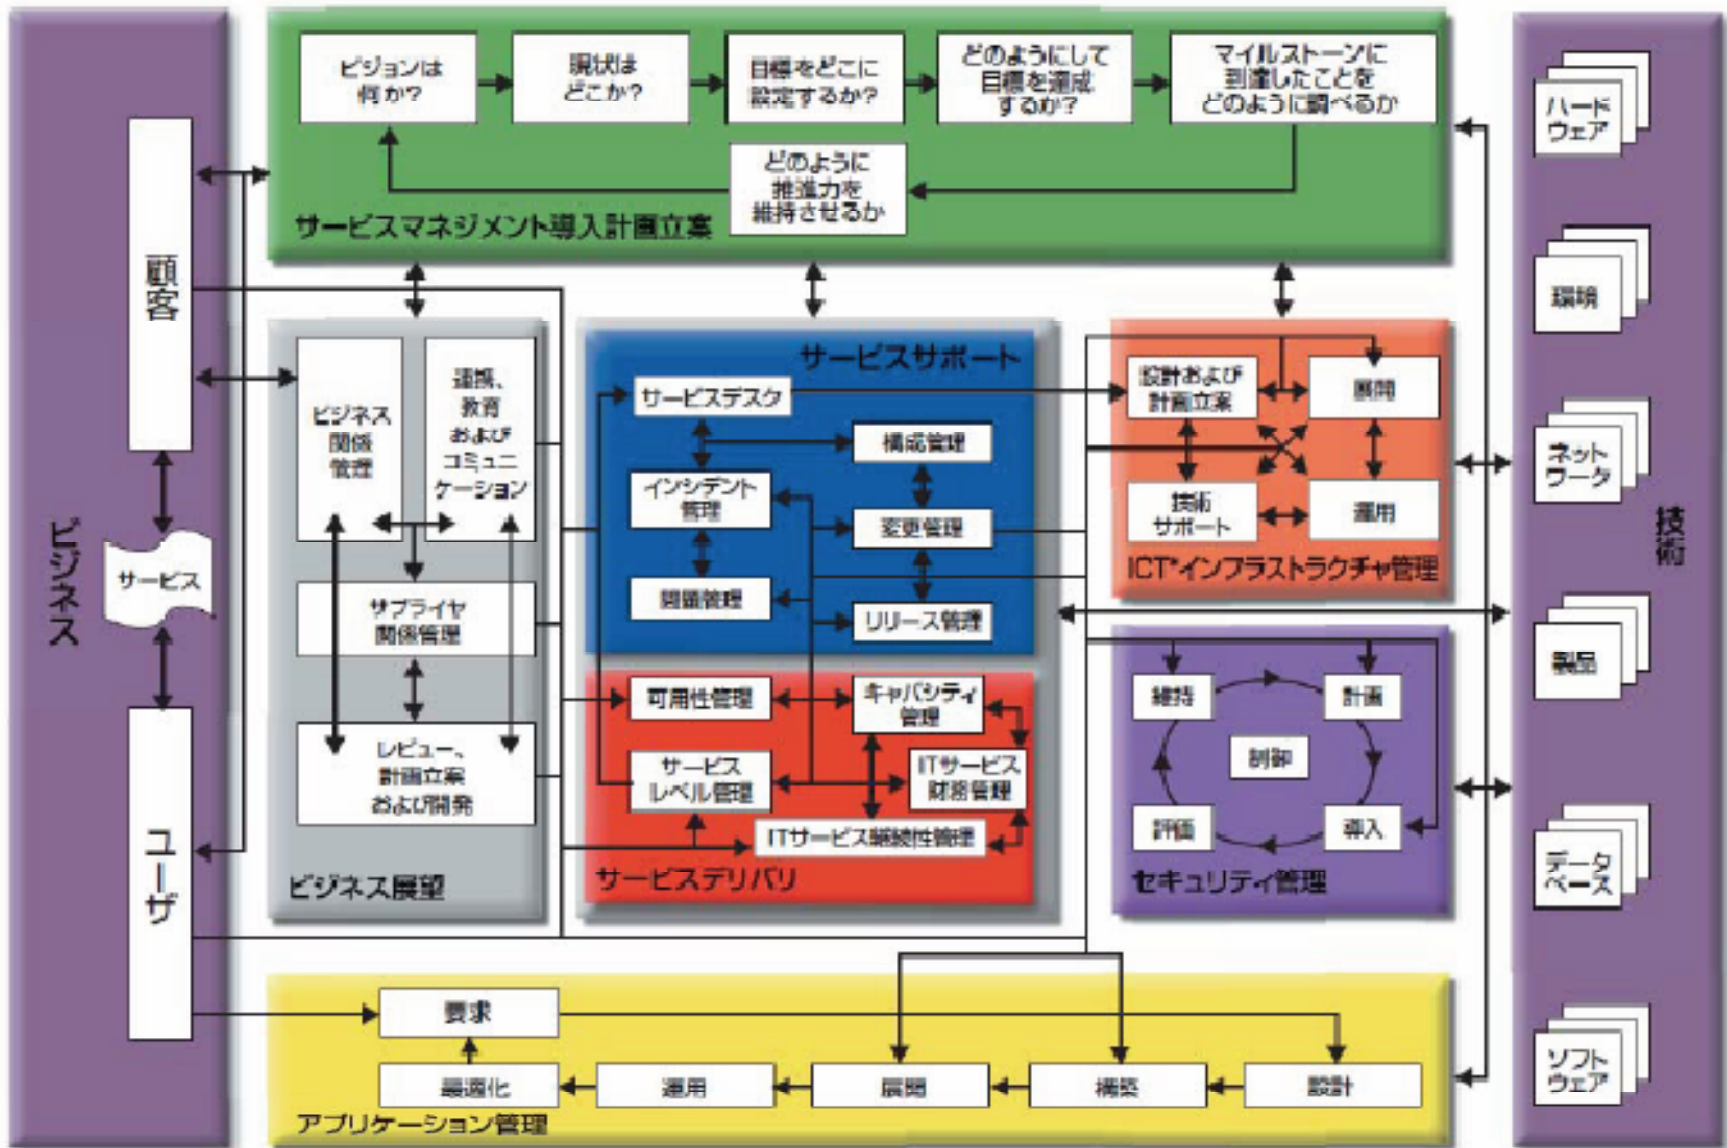 ビジネス
顧客
サービス
ユーザ
ビジョンは
何か?
現状は
どこか?
目標をどこに
設定するか?
どのようにして
目標を達成
するか?
マイルストーンに
到達したことを
どのように調べるか
どのように
推進力を
維持させるか
サービスマネジメント導入計画立案
ビジネス
関係
管理
連携、
教育
および
コミュニ
ケーション
サプライヤ
関係管理
レビュー、
計画立案
および開発
ビジネス展望
サービスサポート
サービスデスク
構成管理
インシデント
管理
変更管理
問題管理
リリース管理
可用性管理
キャパシティ
管理
サービス
レベル管理
ITサービス
財務管理
ITサービス継続性管理
サービスデリバリ
設計および
計画立案
展開
技術
サポート
運用
ICT*インフラストラクチャ管理
維持
計画
制御
評価
導入
セキュリティ管理
要求
最適化
運用
展開
構築
設計
アプリケーション管理
技術
ハード
ウェア
環境
ネット
ワーク
製品
データ
ベース
ソフト
ウェア